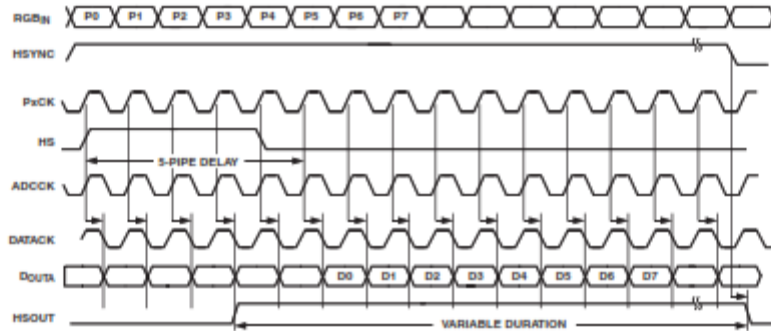 RGBIN P0 P1 P2 P3 P4 P5 P6 P7
HSYNC
PxCK
HS
5-PIPE DELAY
ADCCK
DATACK
DOUTA D0 D1 D2 D3 D4 D5 D6 D7
HSOUT
VARIABLE DURATION